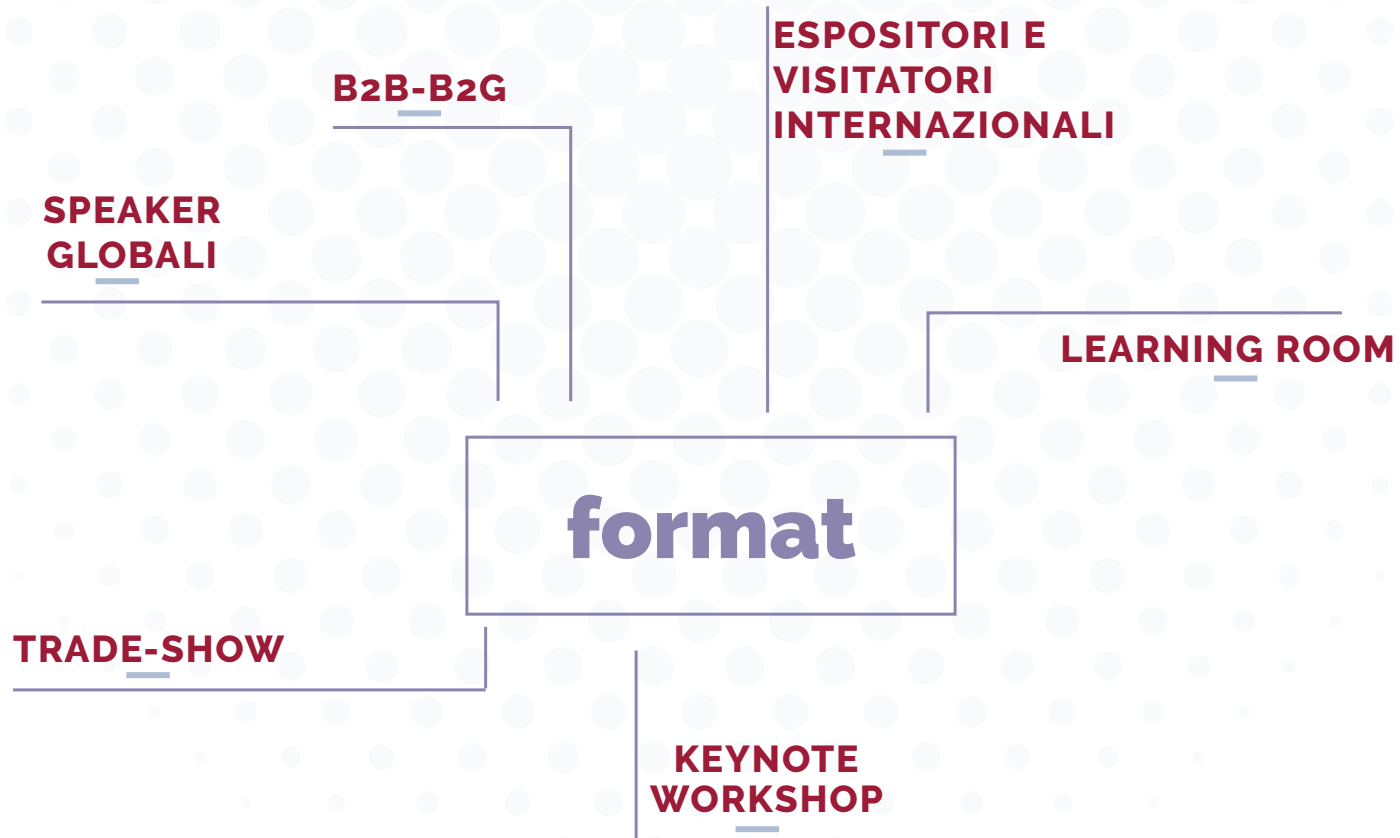 ESPOSITORI E
VISITATORI
INTERNAZIONALI
B2B-B2G
SPEAKER
GLOBALI
LEARNING ROOM
format
TRADE-SHOW
KEYNOTE
WORKSHOP